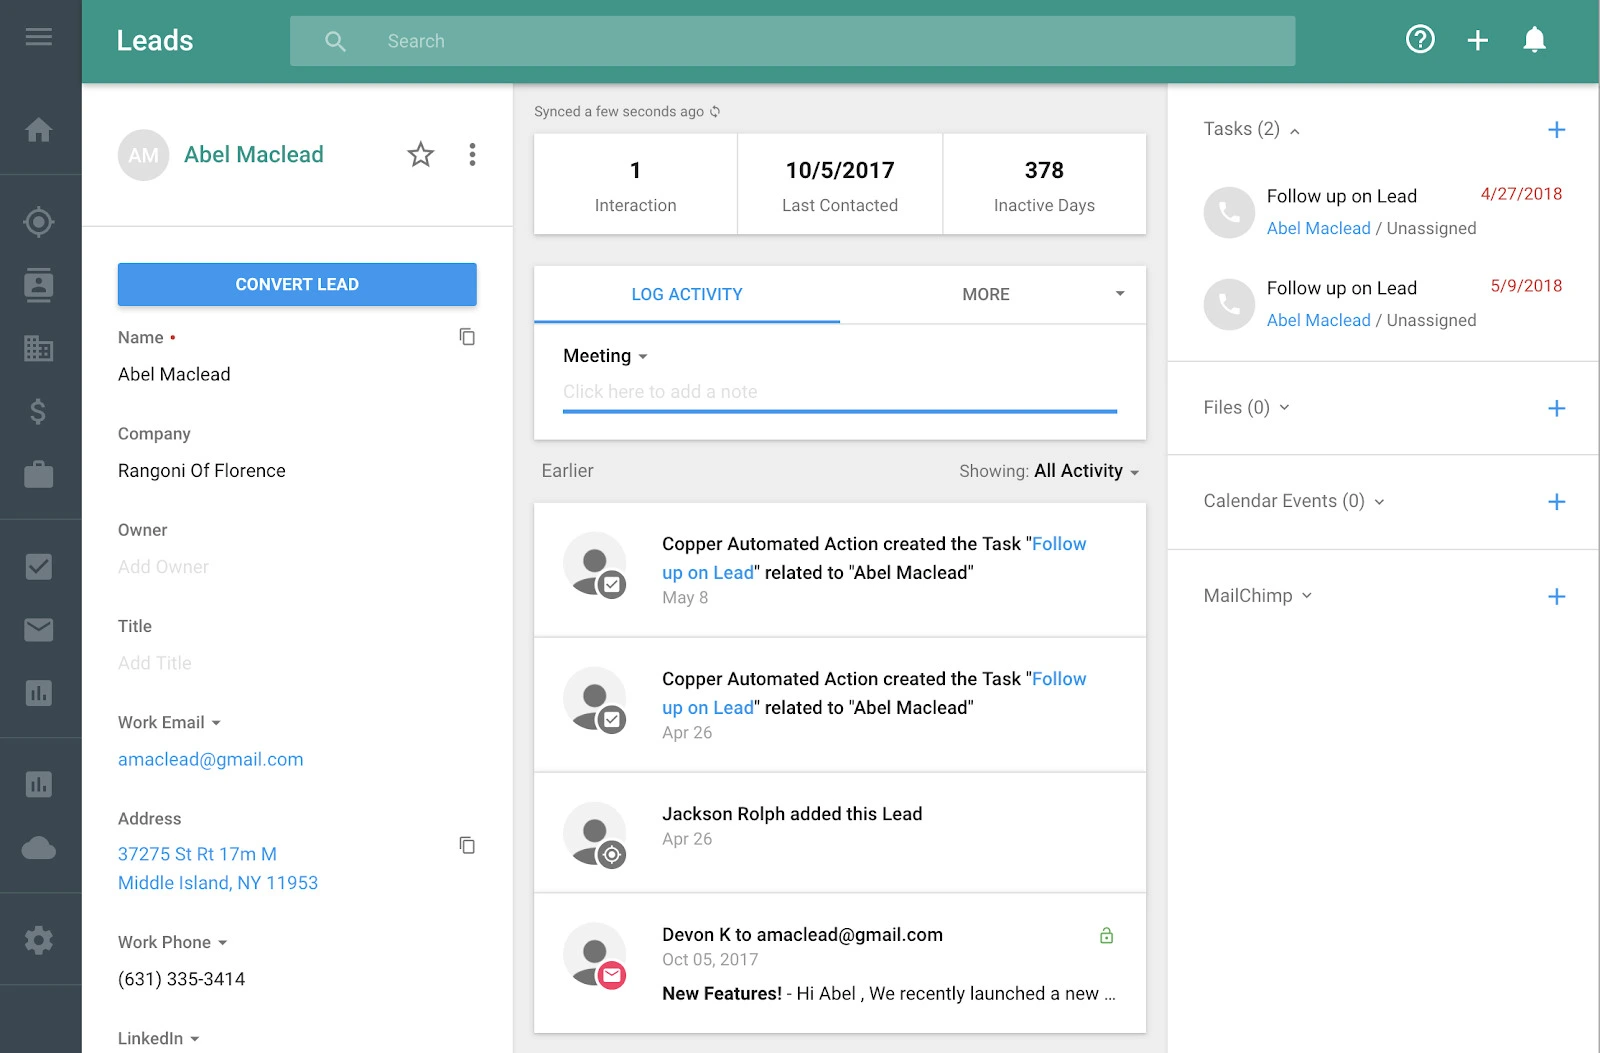 Leads
Search
AM
Abel Maclead
CONVERT LEAD
Name •
Abel Maclead
Company
Rangoni Of Florence
Owner
Add Owner
Title
Add Title
Work Email
amaclead@gmail.com
Address
37275 St Rt 17m M
Middle Island, NY 11953
Work Phone
(631) 335-3414
LinkedIn
Synced a few seconds ago
1
Interaction
10/5/2017
Last Contacted
378
Inactive Days
LOG ACTIVITY
MORE
Meeting
Click here to add a note
Earlier
Showing: All Activity
Copper Automated Action created the Task "Follow
up on Lead" related to "Abel Maclead"
May 8
Copper Automated Action created the Task "Follow
up on Lead" related to "Abel Maclead"
Apr 26
Jackson Rolph added this Lead
Apr 26
Devon K to amaclead@gmail.com
Oct 05, 2017
New Features! - Hi Abel , We recently launched a new ...
Tasks (2)
Follow up on Lead 4/27/2018
Abel Maclead / Unassigned
Follow up on Lead 5/9/2018
Abel Maclead / Unassigned
Files (0)
Calendar Events (0)
MailChimp